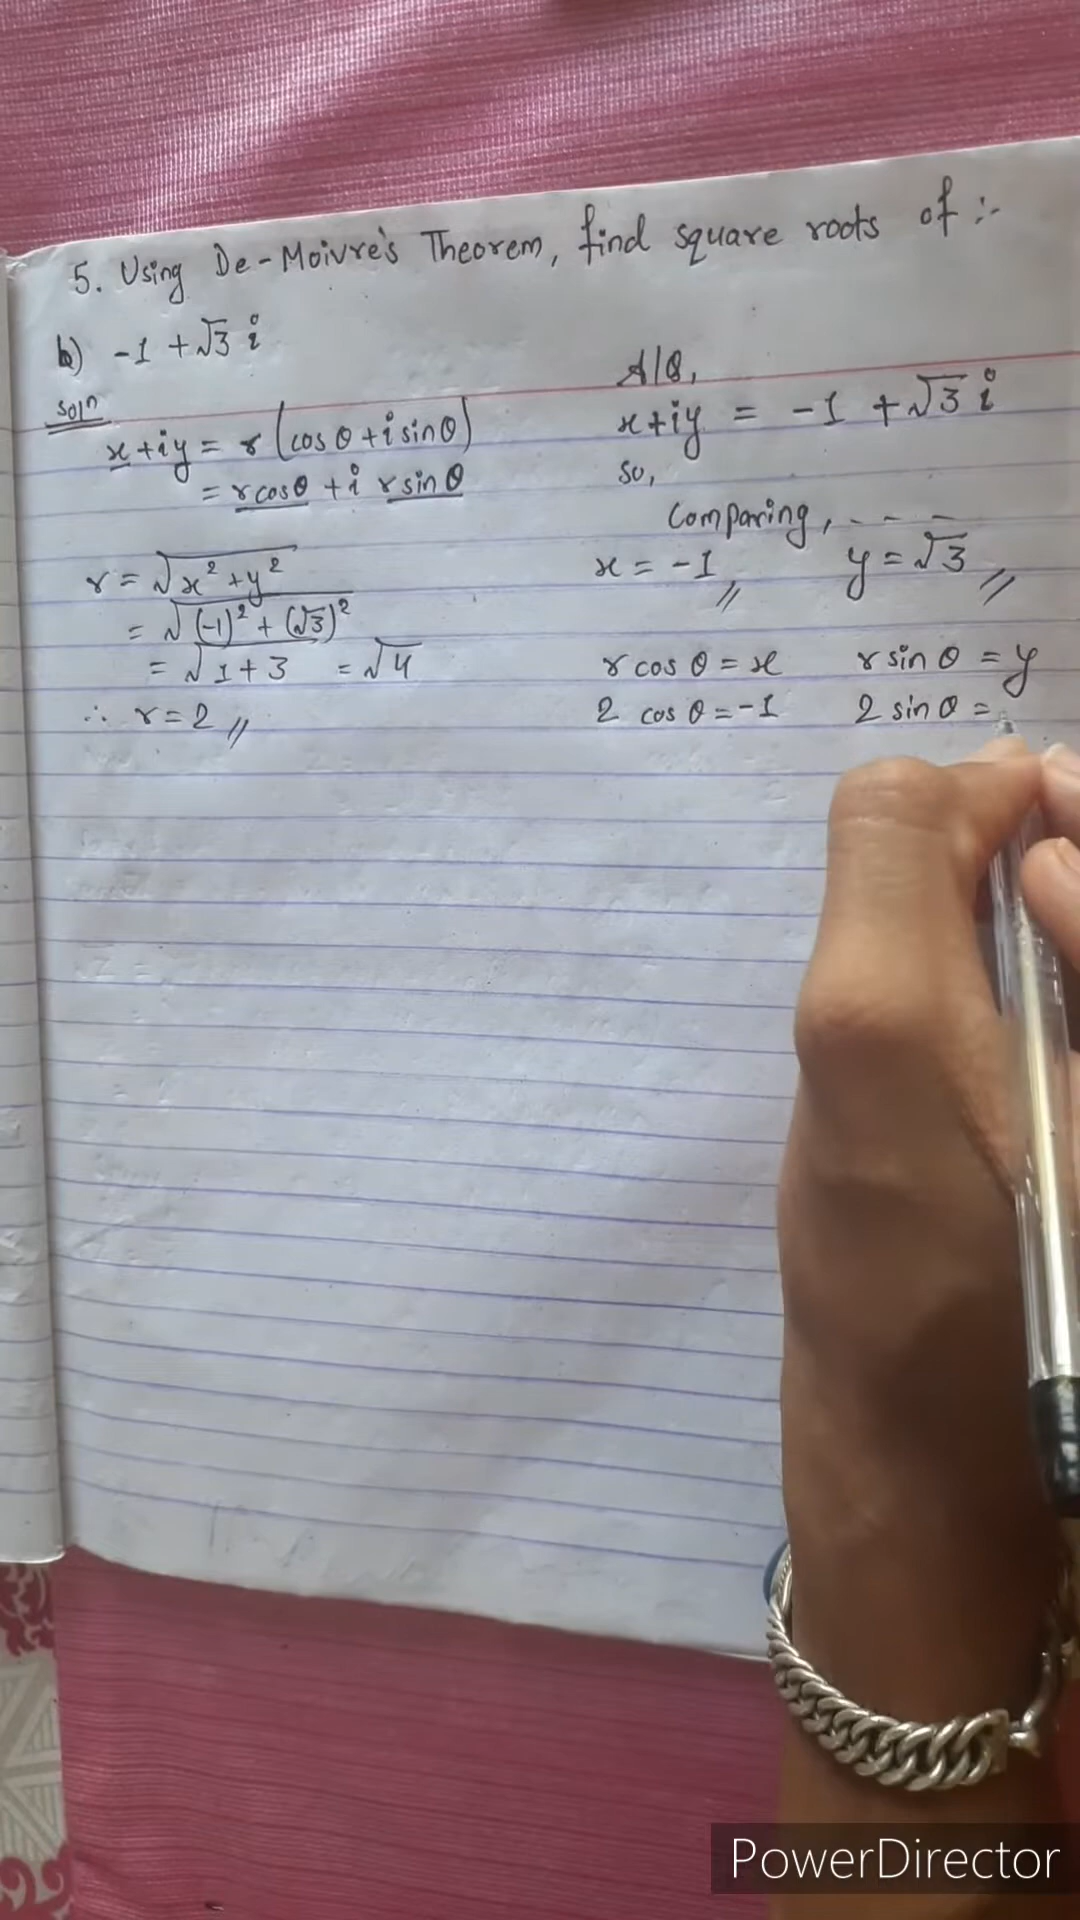 5. Using De-Moivre's Theorem, find square roots of :-
b) -1 + √3 i
Soln
x+iy = r (cos θ + i sin θ)
= r cos θ + i r sin θ
r = √x² + y²
= √(-1)² + (√3)²
= √1+3 = √4
∴ r = 2 //
A/Q,
x+iy = -1 + √3 i
so,
Comparing, - - -
x = -1 // y = √3 //
r cos θ = x r sin θ = y
2 cos θ = -1 2 sin θ =
PowerDirector